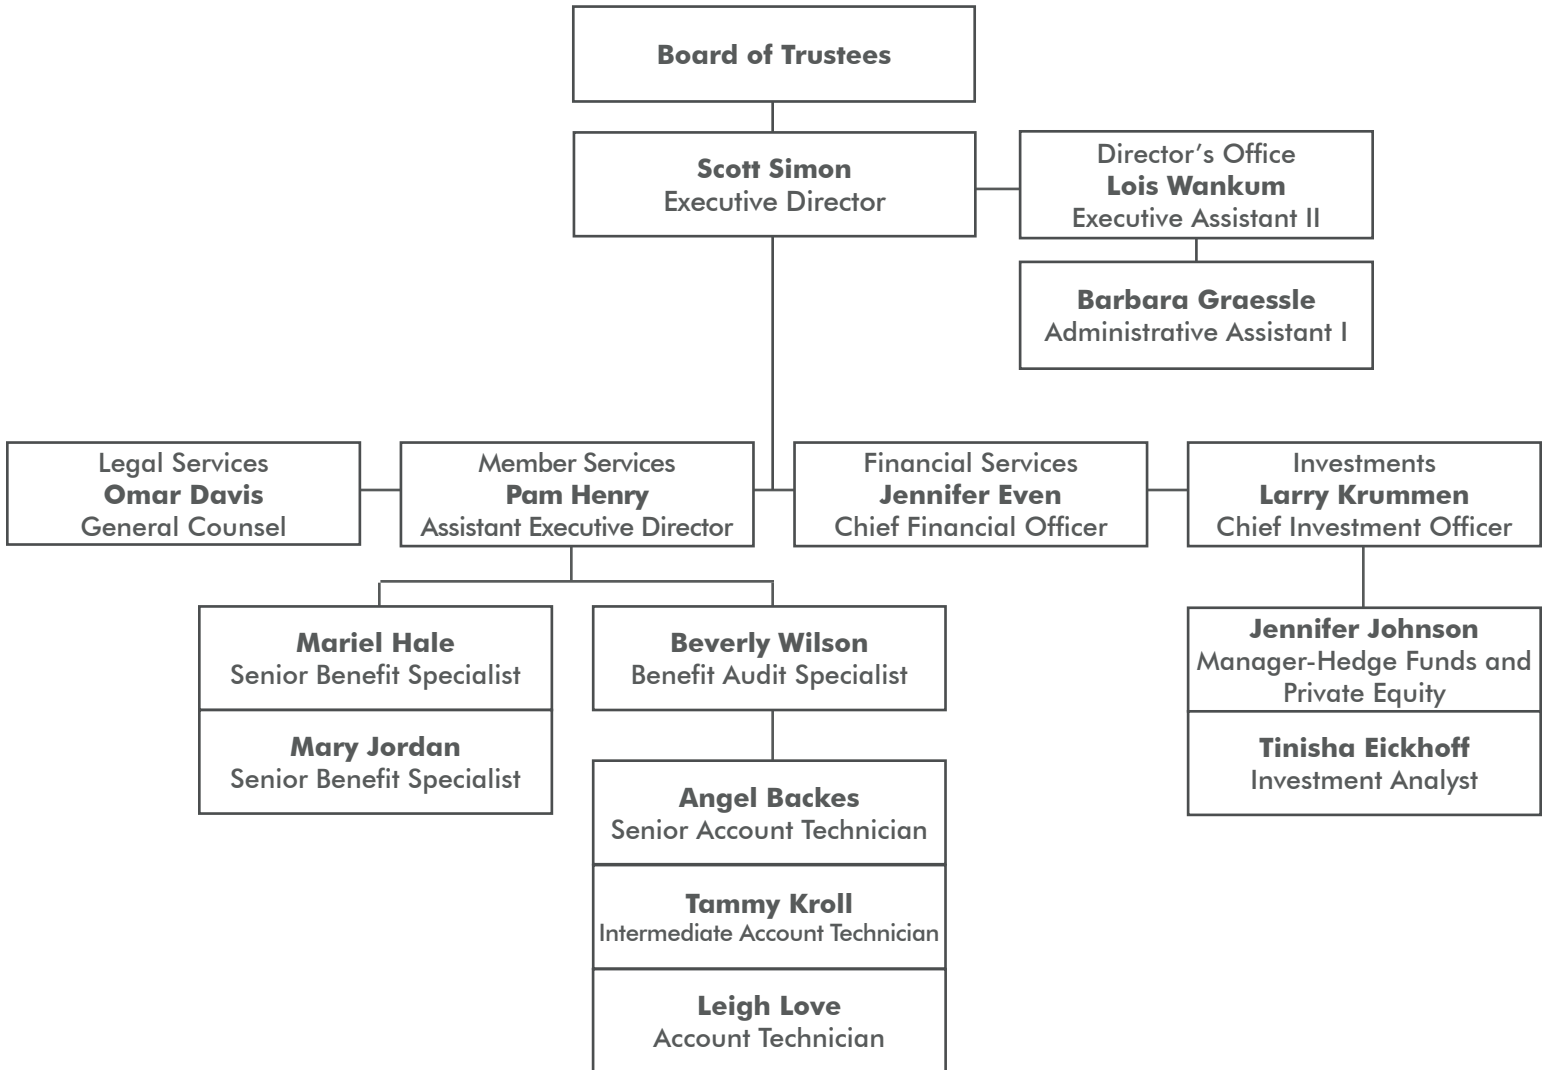 Board of Trustees
Scott Simon
Executive Director
Director’s Office
Lois Wankum
Executive Assistant II
Barbara Graessle
Administrative Assistant I
Legal Services
Omar Davis
General Counsel
Member Services
Pam Henry
Assistant Executive Director
Financial Services
Jennifer Even
Chief Financial Officer
Investments
Larry Krummen
Chief Investment Officer
Mariel Hale
Senior Benefit Specialist
Mary Jordan
Senior Benefit Specialist
Beverly Wilson
Benefit Audit Specialist
Angel Backes
Senior Account Technician
Tammy Kroll
Intermediate Account Technician
Leigh Love
Account Technician
Jennifer Johnson
Manager-Hedge Funds and
Private Equity
Tinisha Eickhoff
Investment Analyst